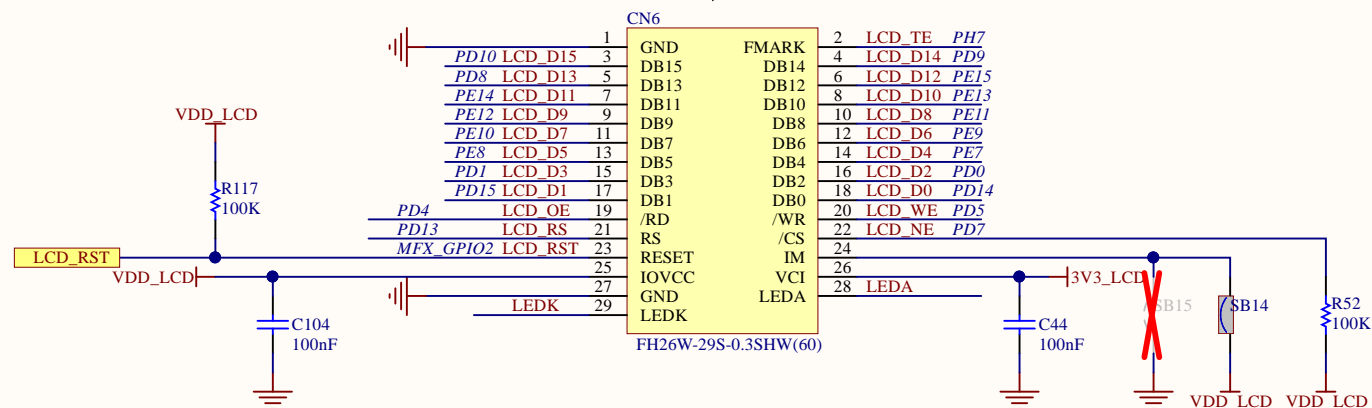 CN6
1 GND FMARK 2 LCD_TE PH7
PD10 LCD_D15 3 DB15 DB14 4 LCD_D14 PD9
PD8 LCD_D13 5 DB13 DB12 6 LCD_D12 PE15
PE14 LCD_D11 7 DB11 DB10 8 LCD_D10 PE13
VDD_LCD PE12 LCD_D9 9 DB9 DB8 10 LCD_D8 PE11
PE10 LCD_D7 11 DB7 DB6 12 LCD_D6 PE9
PE8 LCD_D5 13 DB5 DB4 14 LCD_D4 PE7
PD1 LCD_D3 15 DB3 DB2 16 LCD_D2 PD0
R117 PD15 LCD_D1 17 DB1 DB0 18 LCD_D0 PD14
100K PD4 LCD_OE 19 /RD /WR 20 LCD_WE PD5
PD13 LCD_RS 21 RS /CS 22 LCD_NE PD7
LCD_RST MFX_GPIO2 LCD_RST 23 RESET IM 24
VDD_LCD 25 IOVCC VCI 26 3V3_LCD
27 GND LEDA 28 LEDA
LEDK 29 LEDK SB15 SB14 R52
C104 C44 100K
100nF FH26W-29S-0.3SHW(60) 100nF
VDD_LCD VDD_LCD